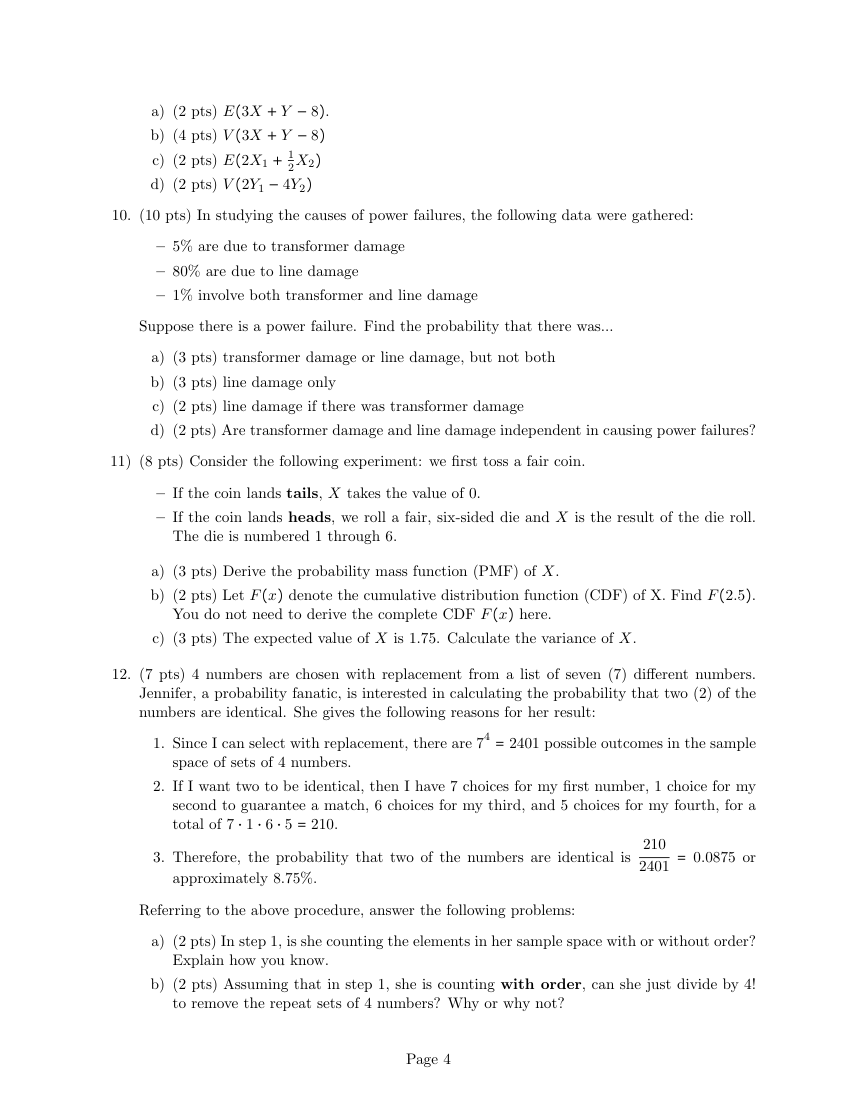 a) (2 pts) E(3X + Y − 8).
b) (4 pts) V(3X + Y − 8)
c) (2 pts) E(2X₁ + ½X₂)
d) (2 pts) V(2Y₁ − 4Y₂)
10. (10 pts) In studying the causes of power failures, the following data were gathered:
– 5% are due to transformer damage
– 80% are due to line damage
– 1% involve both transformer and line damage
Suppose there is a power failure. Find the probability that there was...
a) (3 pts) transformer damage or line damage, but not both
b) (3 pts) line damage only
c) (2 pts) line damage if there was transformer damage
d) (2 pts) Are transformer damage and line damage independent in causing power failures?
11) (8 pts) Consider the following experiment: we first toss a fair coin.
– If the coin lands tails, X takes the value of 0.
– If the coin lands heads, we roll a fair, six-sided die and X is the result of the die roll.
The die is numbered 1 through 6.
a) (3 pts) Derive the probability mass function (PMF) of X.
b) (2 pts) Let F(x) denote the cumulative distribution function (CDF) of X. Find F(2.5).
You do not need to derive the complete CDF F(x) here.
c) (3 pts) The expected value of X is 1.75. Calculate the variance of X.
12. (7 pts) 4 numbers are chosen with replacement from a list of seven (7) different numbers.
Jennifer, a probability fanatic, is interested in calculating the probability that two (2) of the
numbers are identical. She gives the following reasons for her result:
1. Since I can select with replacement, there are 7⁴ = 2401 possible outcomes in the sample
space of sets of 4 numbers.
2. If I want two to be identical, then I have 7 choices for my first number, 1 choice for my
second to guarantee a match, 6 choices for my third, and 5 choices for my fourth, for a
total of 7 · 1 · 6 · 5 = 210.
3. Therefore, the probability that two of the numbers are identical is 210/2401 = 0.0875 or
approximately 8.75%.
Referring to the above procedure, answer the following problems:
a) (2 pts) In step 1, is she counting the elements in her sample space with or without order?
Explain how you know.
b) (2 pts) Assuming that in step 1, she is counting with order, can she just divide by 4!
to remove the repeat sets of 4 numbers? Why or why not?
Page 4